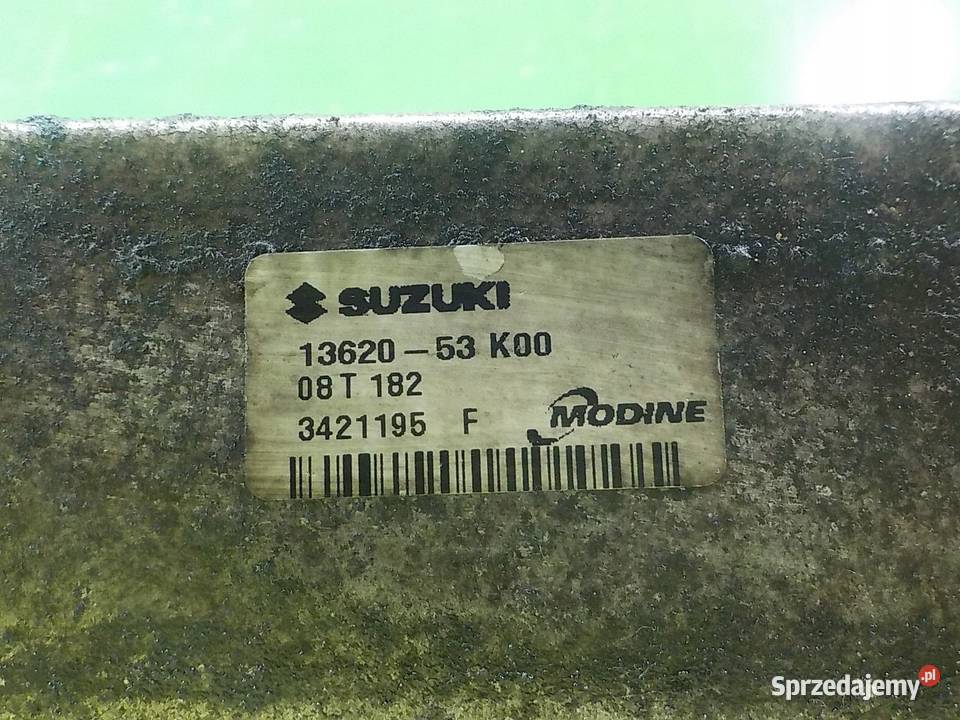 SUZUKI
13620-53 K00
08T 182
3421195 F
MODINE
Sprzedajemy.pl